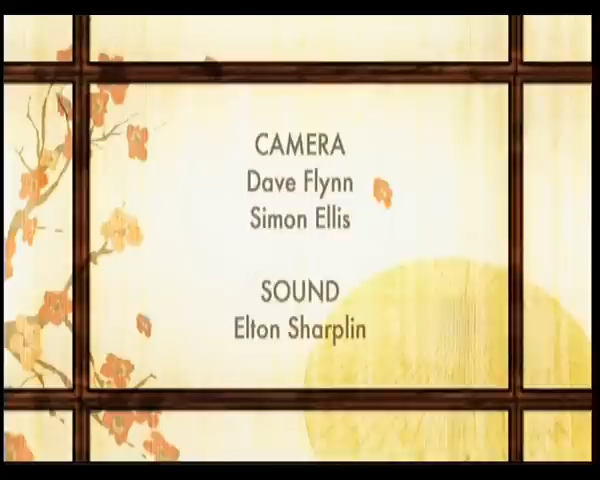 CAMERA
Dave Flynn
Simon Ellis
SOUND
Elton Sharplin